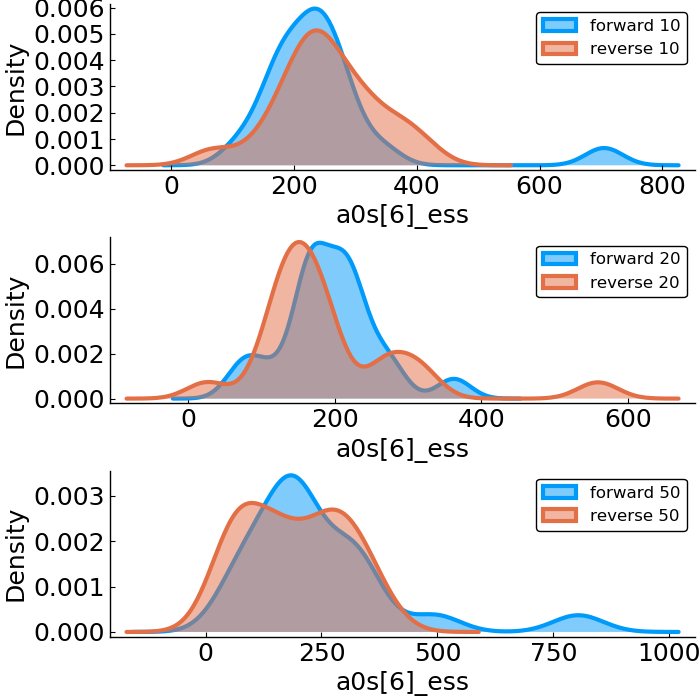 0.006
0.005
0.004
0.003
0.002
0.001
0.000
Density
forward 10
reverse 10
0 200 400 600 800
a0s[6]_ess
0.006
0.004
0.002
0.000
Density
forward 20
reverse 20
0 200 400 600
a0s[6]_ess
0.003
0.002
0.001
0.000
Density
forward 50
reverse 50
0 250 500 750 1000
a0s[6]_ess